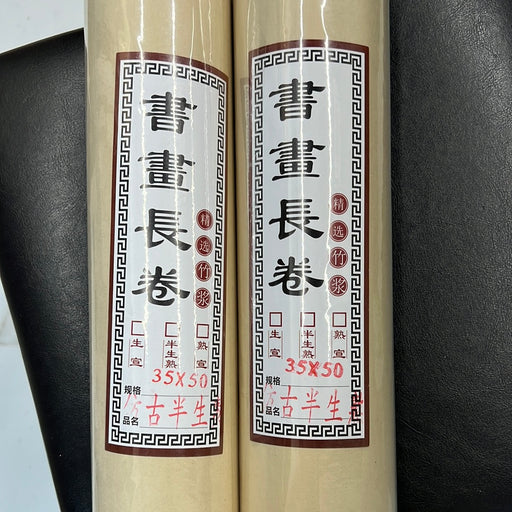 書畫長卷
精选竹浆
生宣
半生熟
熟宣
规格
35X50
品名
古半生
書畫長卷
精选竹浆
生宣
半生熟
熟宣
规格
35X50
品名
古半生